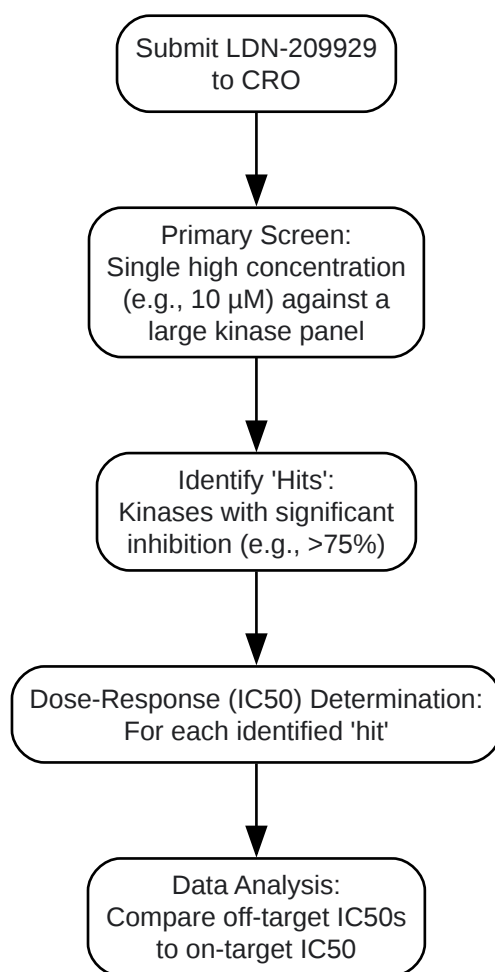 Submit LDN-209929
to CRO
Primary Screen:
Single high concentration
(e.g., 10 µM) against a
large kinase panel
Identify 'Hits':
Kinases with significant
inhibition (e.g., >75%)
Dose-Response (IC50) Determination:
For each identified 'hit'
Data Analysis:
Compare off-target IC50s
to on-target IC50